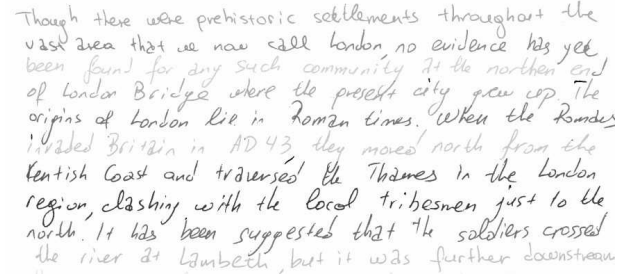 Though there were prehistoric settlements throughout the
vast area that we now call London, no evidence has yet
been found for any such community at the northen end
of London Bridge where the present city grew up. The
origins of London lie in Roman times. When the Romans
invaded Britain in AD 43, they moved north from the
Kentish Coast and traversed the Thames in the London
region, clashing with the local tribesmen just to the
north. It has been suggested that the soldiers crossed
the river at Lambeth, but it was further downstream